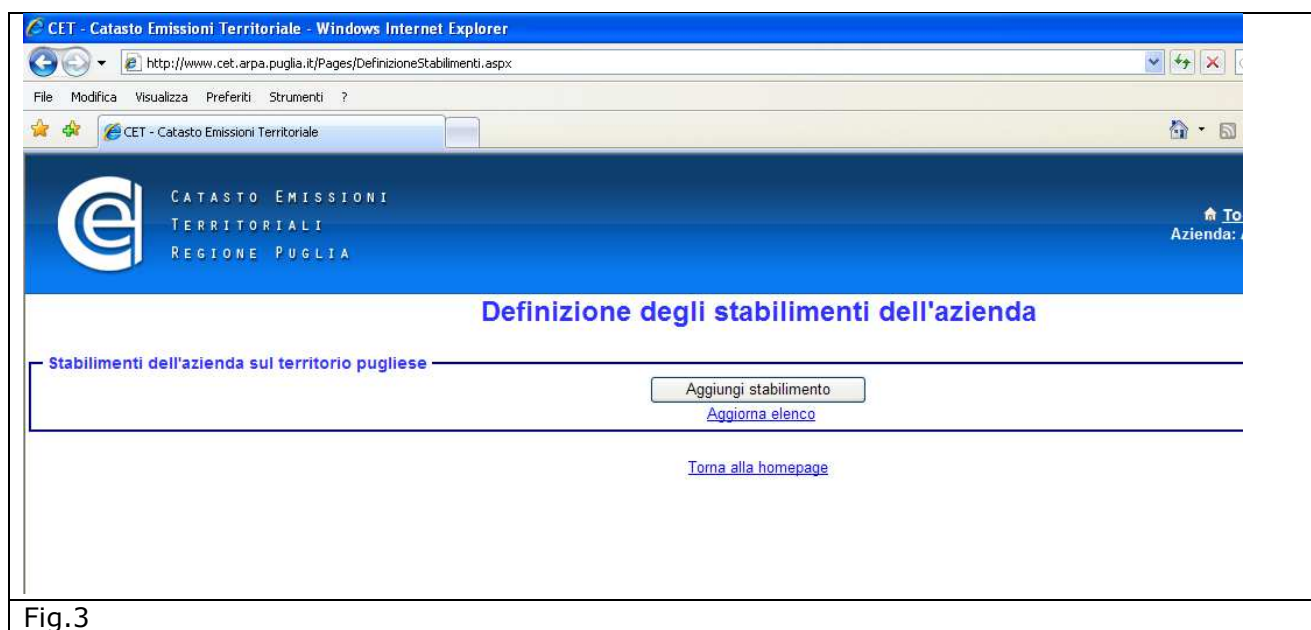 CET - Catasto Emissioni Territoriale - Windows Internet Explorer
http://www.cet.arpa.puglia.it/Pages/DefinizioneStabilimenti.aspx
File Modifica Visualizza Preferiti Strumenti ?
CET - Catasto Emissioni Territoriale
CATASTO EMISSIONI
TERRITORIALI
REGIONE PUGLIA
To
Azienda:
Definizione degli stabilimenti dell'azienda
Stabilimenti dell'azienda sul territorio pugliese
Aggiungi stabilimento
Aggiorna elenco
Torna alla homepage
Fig.3